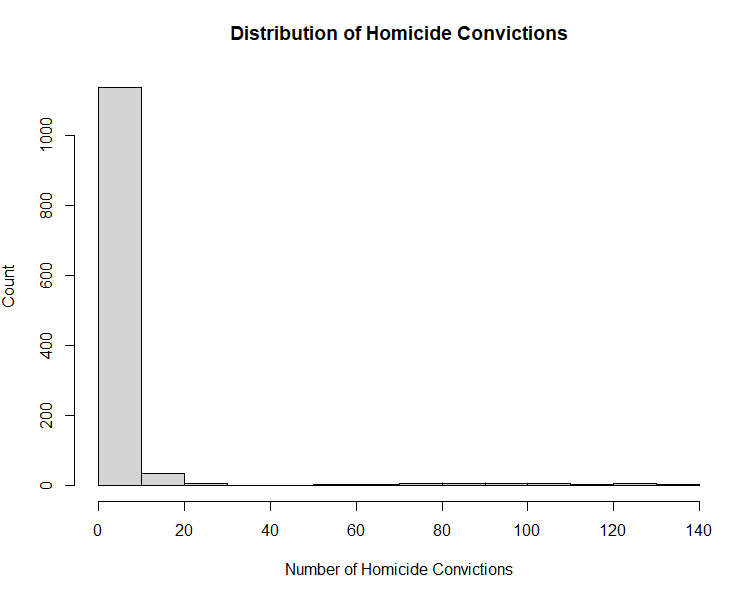 Distribution of Homicide Convictions
Count
1000
800
600
400
200
0
0 20 40 60 80 100 120 140
Number of Homicide Convictions